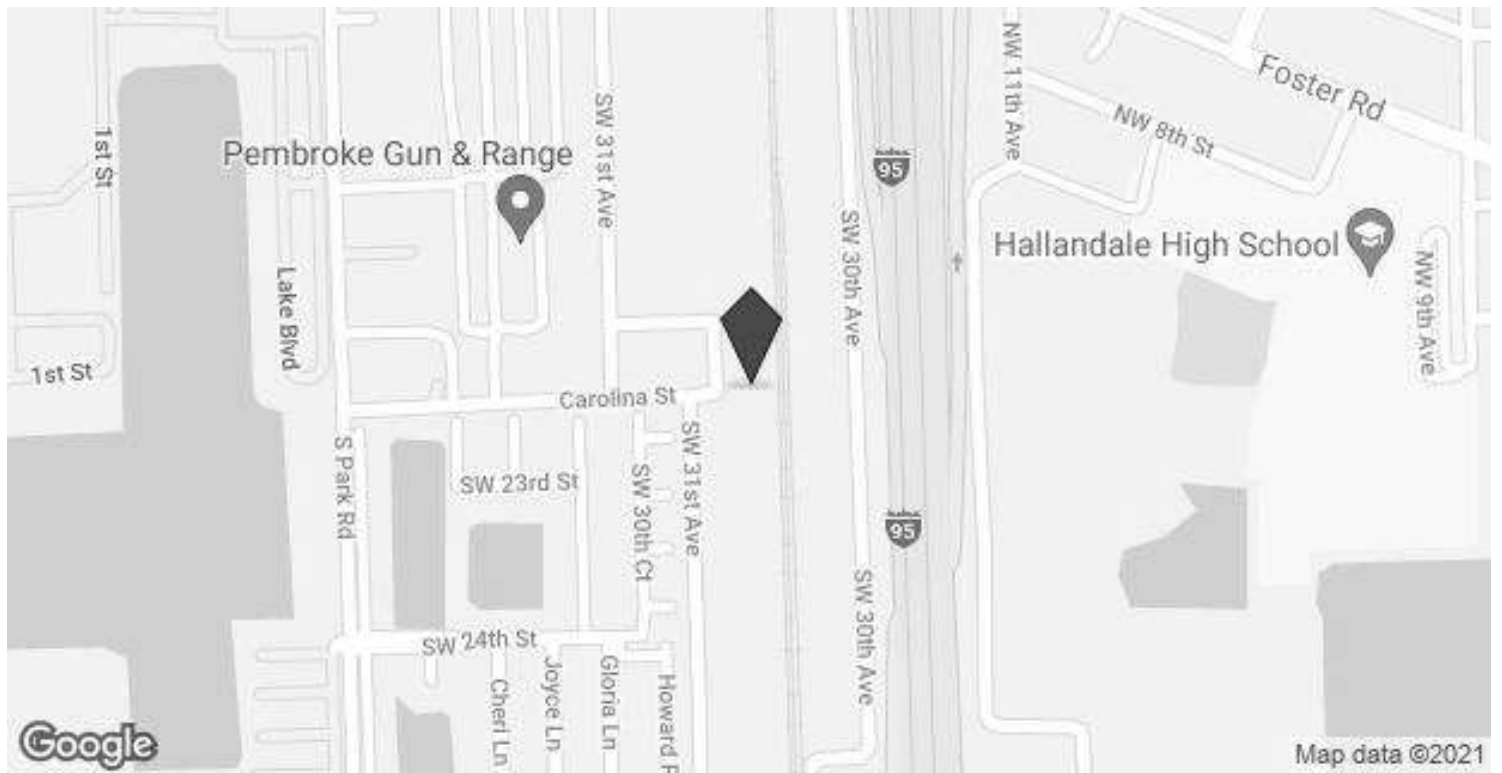 Foster Rd
NW 11th Ave
NW 8th St
SW 31st Ave
1st St
Pembroke Gun & Range
95
SW 30th Ave
Hallandale High School
NW 9th Ave
Lake Blvd
1st St
Carolina St
S Park Rd
SW 23rd St
SW 30th Ct
SW 31st Ave
95
SW 30th Ave
SW 24th St
Cheri Ln
Joyce Ln
Gloria Ln
Howard
Google
Map data ©2021